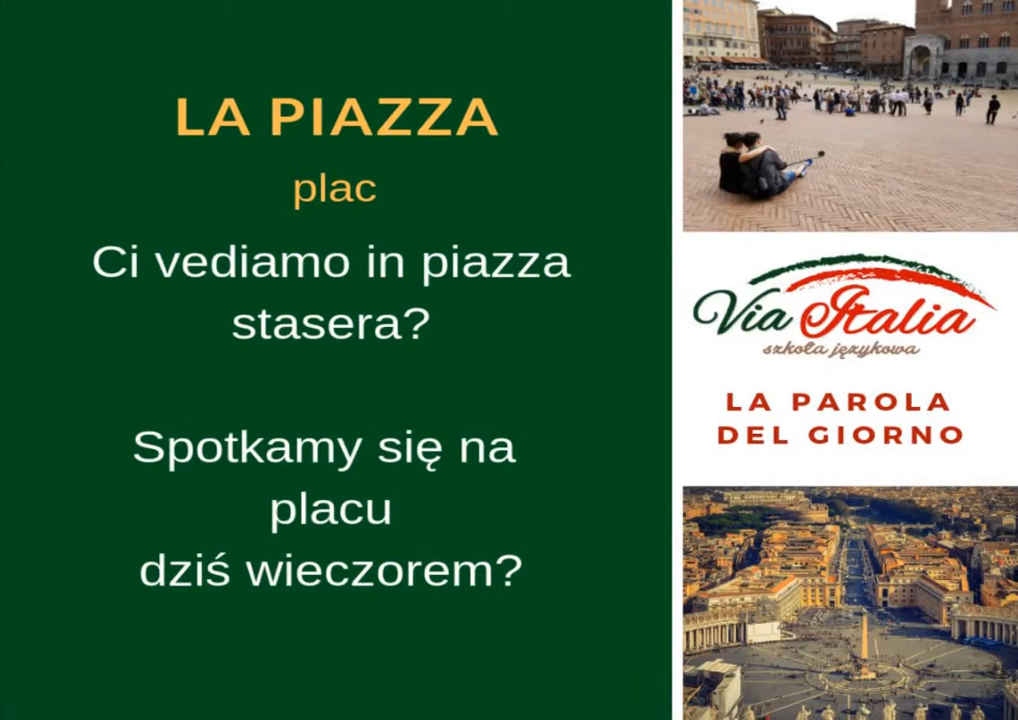 LA PIAZZA
plac
Ci vediamo in piazza
stasera?
Spotkamy się na
placu
dziś wieczorem?
Via Italia
szkoła językowa
LA PAROLA
DEL GIORNO